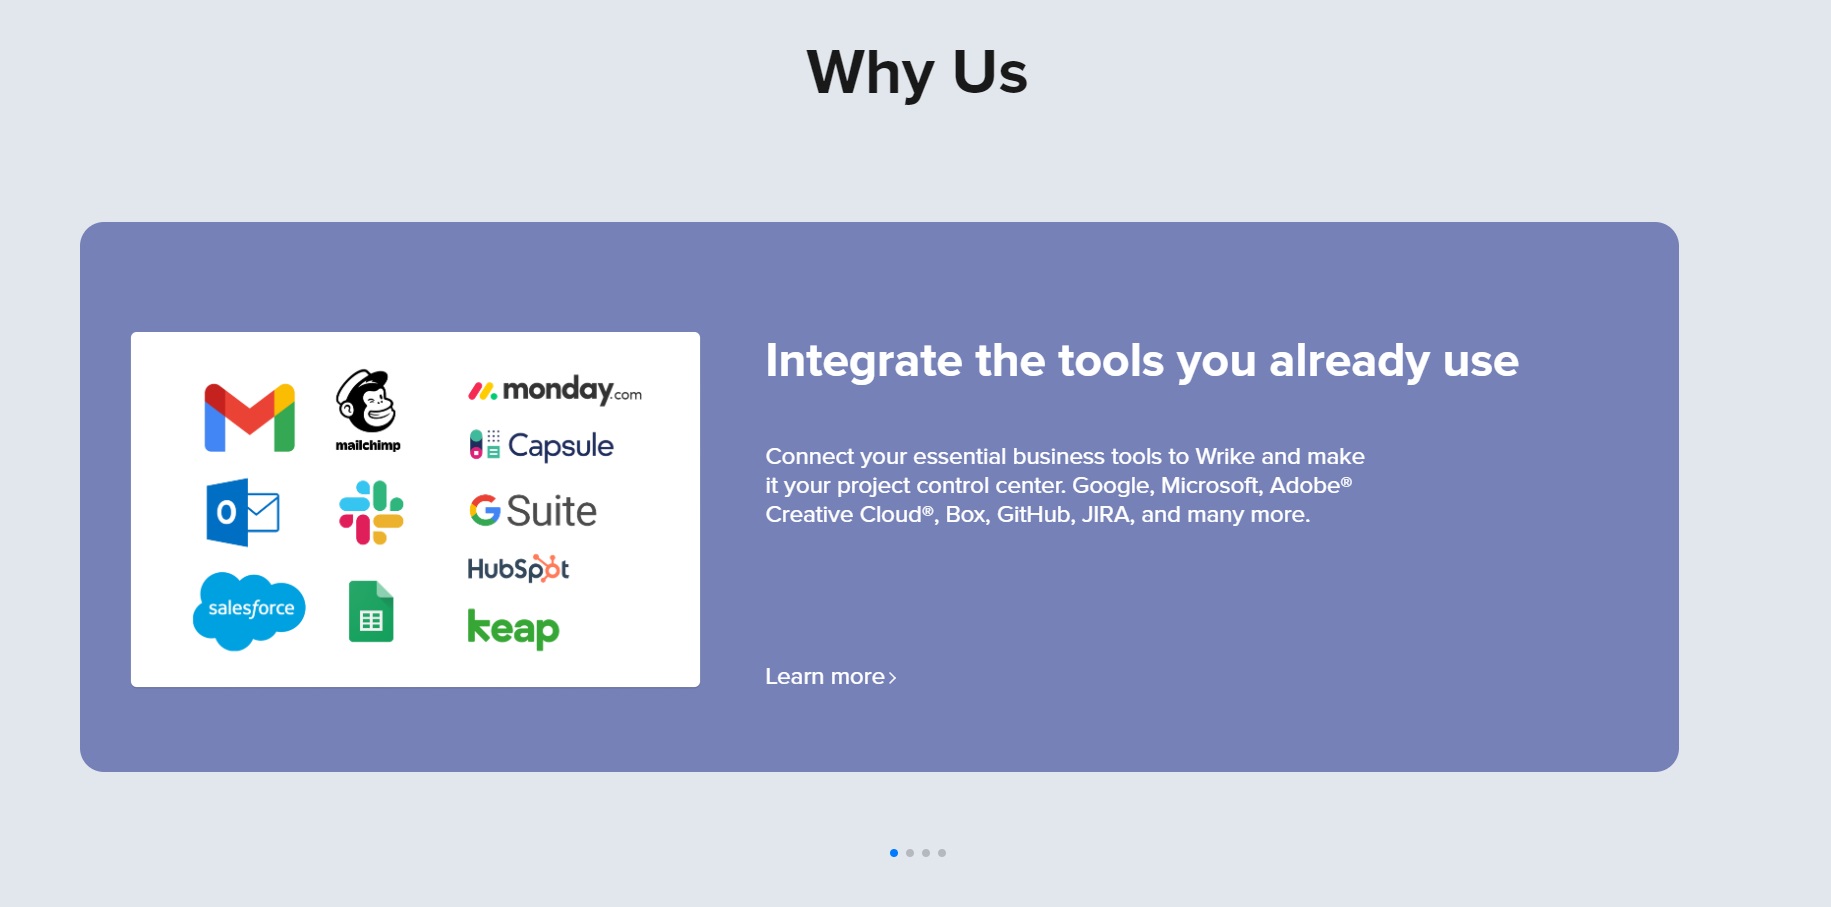 Why Us
mailchimp
monday.com
Capsule
O
G Suite
HubSpot
salesforce
keap
Integrate the tools you already use
Connect your essential business tools to Wrike and make
it your project control center. Google, Microsoft, Adobe®
Creative Cloud®, Box, GitHub, JIRA, and many more.
Learn more ›